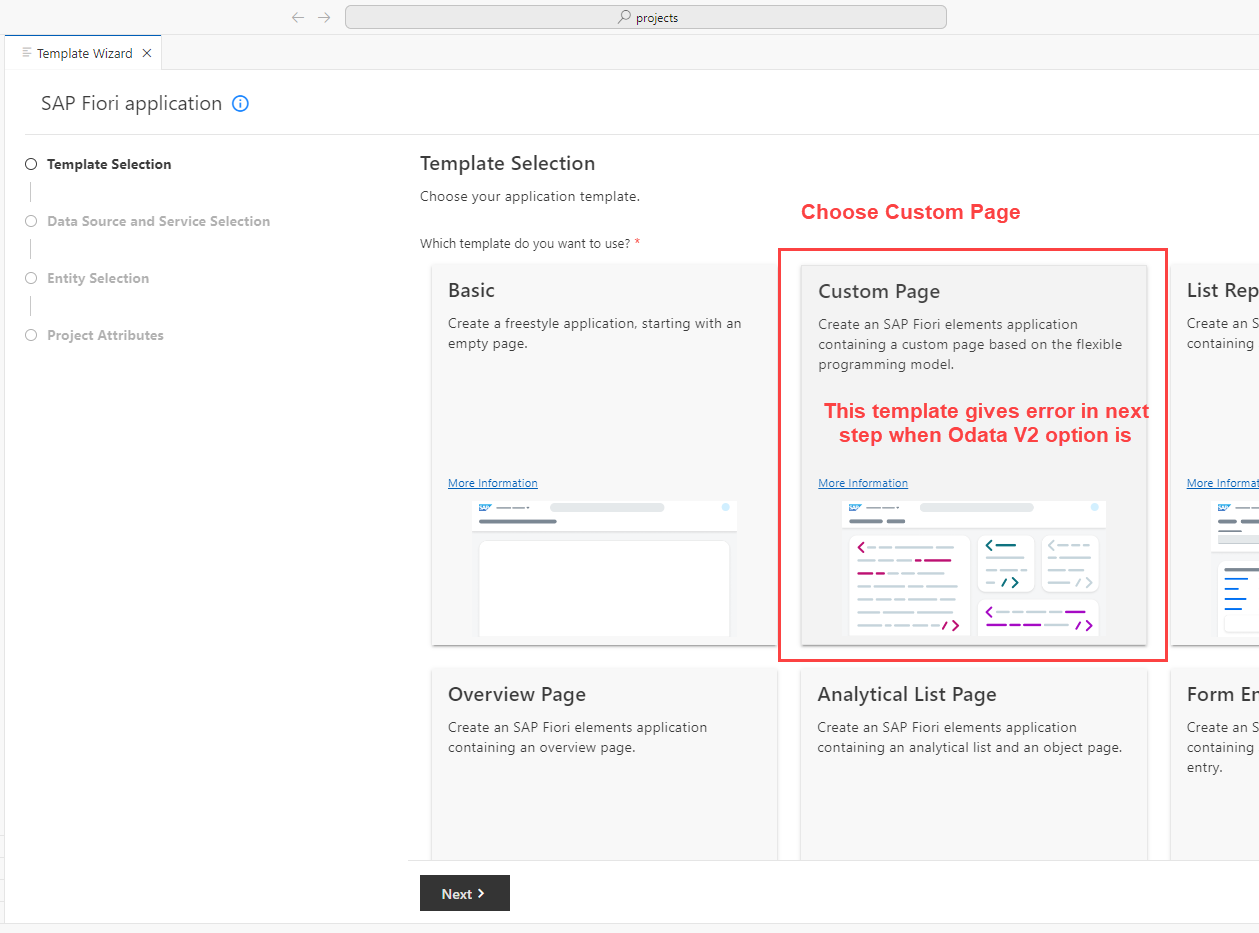 projects
Template Wizard
SAP Fiori application
Template Selection
Data Source and Service Selection
Entity Selection
Project Attributes
Template Selection
Choose your application template.
Choose Custom Page
Which template do you want to use? *
Basic
Create a freestyle application, starting with an
empty page.
More Information
SAP
Custom Page
Create an SAP Fiori elements application
containing a custom page based on the flexible
programming model.
This template gives error in next
step when Odata V2 option is
More Information
SAP
List Rep
Create an S
containing
More Informat
SAP
Overview Page
Create an SAP Fiori elements application
containing an overview page.
Analytical List Page
Create an SAP Fiori elements application
containing an analytical list and an object page.
Form En
Create an S
containing
entry.
Next